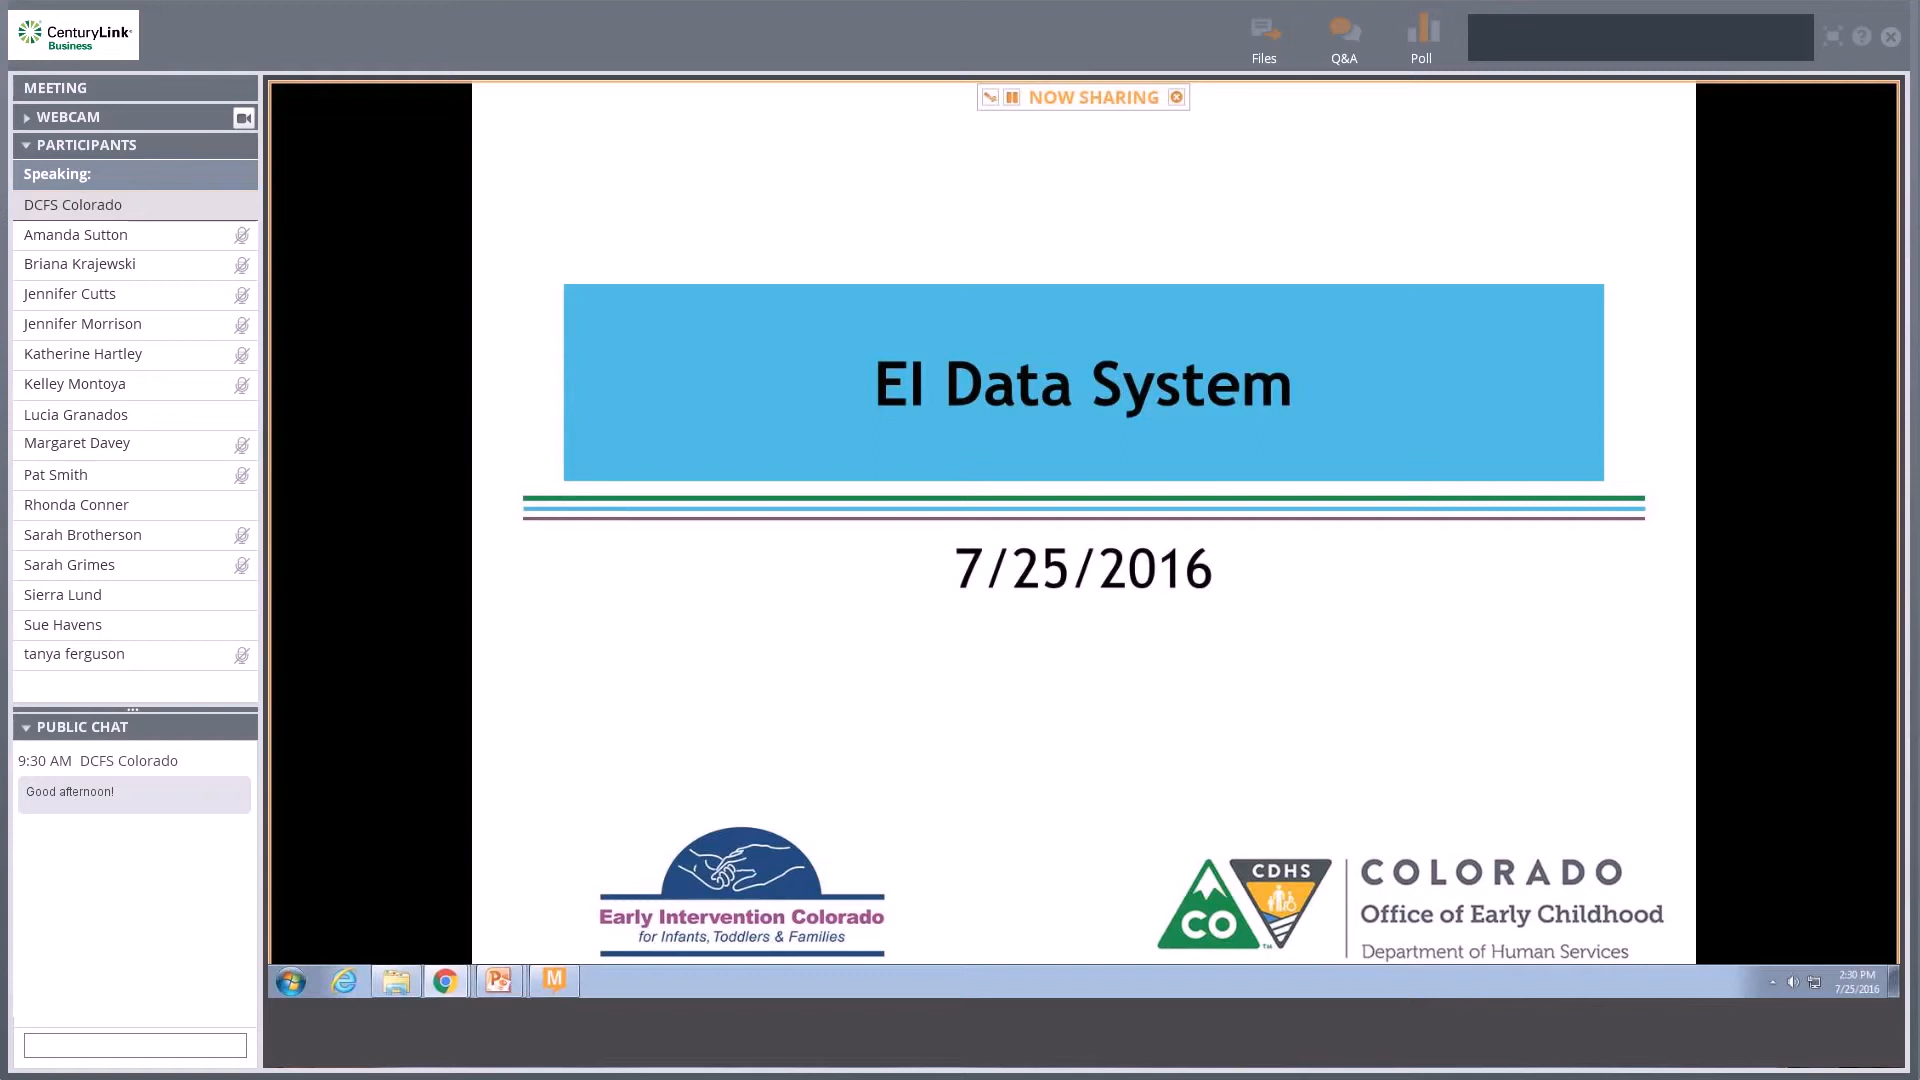 CenturyLink
Business
Files
Q&A
Poll
MEETING
WEBCAM
PARTICIPANTS
Speaking:
DCFS Colorado
Amanda Sutton
Briana Krajewski
Jennifer Cutts
Jennifer Morrison
Katherine Hartley
Kelley Montoya
Lucia Granados
Margaret Davey
Pat Smith
Rhonda Conner
Sarah Brotherson
Sarah Grimes
Sierra Lund
Sue Havens
tanya ferguson
PUBLIC CHAT
9:30 AM DCFS Colorado
Good afternoon!
NOW SHARING
EI Data System
7/25/2016
Early Intervention Colorado
for Infants, Toddlers & Families
CO
TM
CDHS
COLORADO
Office of Early Childhood
Department of Human Services
M
2:30 PM
7/25/2016